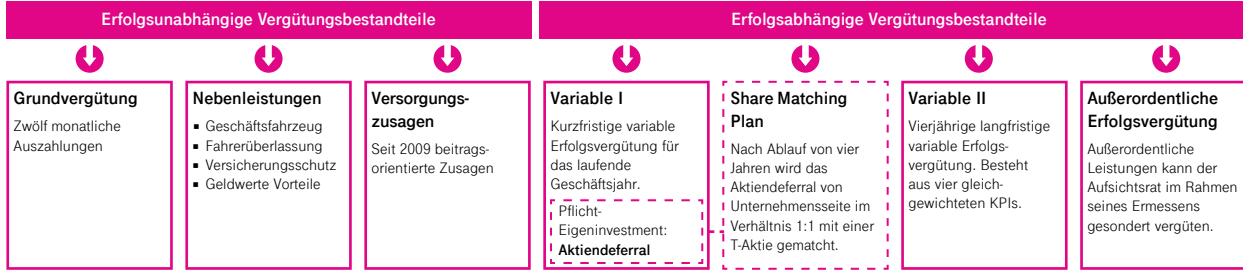 Erfolgsunabhängige Vergütungsbestandteile
Erfolgsabhängige Vergütungsbestandteile
Grundvergütung
Zwölf monatliche
Auszahlungen
Nebenleistungen
▪ Geschäftsfahrzeug
▪ Fahrerüberlassung
▪ Versicherungsschutz
▪ Geldwerte Vorteile
Versorgungs-
zusagen
Seit 2009 beitrags-
orientierte Zusagen
Variable I
Kurzfristige variable
Erfolgsvergütung für
das laufende
Geschäftsjahr.
Pflicht-
Eigeninvestment:
Aktiendeferral
Share Matching
Plan
Nach Ablauf von vier
Jahren wird das
Aktiendeferral von
Unternehmensseite im
Verhältnis 1:1 mit einer
T-Aktie gematcht.
Variable II
Vierjährige langfristige
variable Erfolgs-
vergütung. Besteht
aus vier gleich-
gewichteten KPIs.
Außerordentliche
Erfolgsvergütung
Außerordentliche
Leistungen kann der
Aufsichtsrat im Rahmen
seines Ermessens
gesondert vergüten.